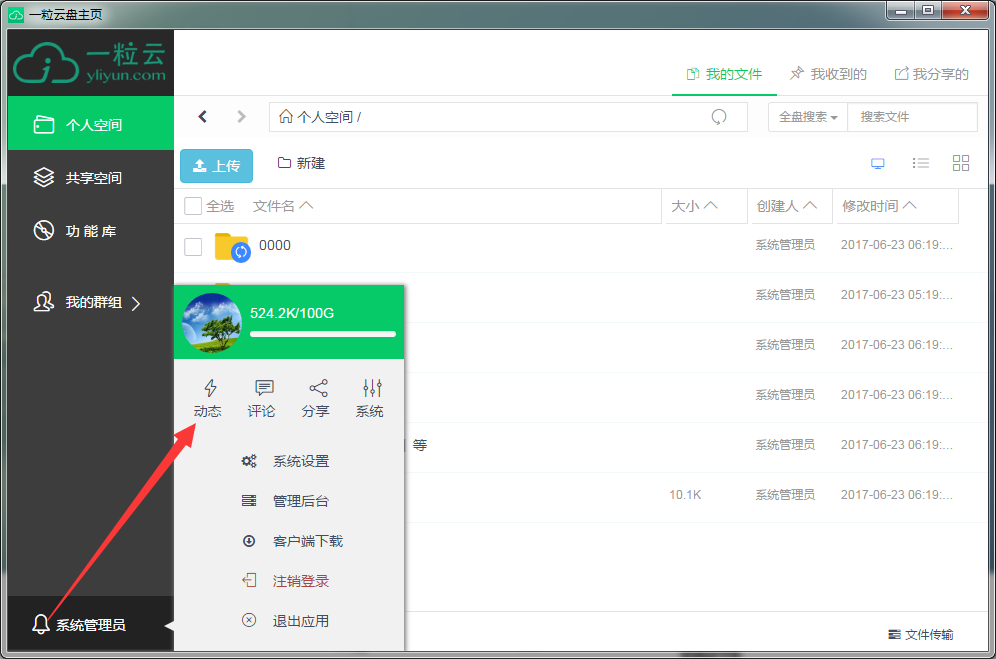 一粒云盘主页
一粒云
yliyun.com
我的文件
我收到的
我分享的
个人空间
个人空间 /
全盘搜索
搜索文件
共享空间
上传
新建
功能库
全选
文件名
大小
创建人
修改时间
0000
系统管理员
2017-06-23 06:19:...
我的群组
系统管理员
2017-06-23 05:19:...
524.2K/100G
系统管理员
2017-06-23 06:19:...
动态
评论
分享
系统
系统管理员
2017-06-23 06:19:...
等
系统管理员
2017-06-23 06:19:...
系统设置
10.1K
系统管理员
2017-06-23 06:19:...
管理后台
客户端下载
注销登录
退出应用
系统管理员
文件传输